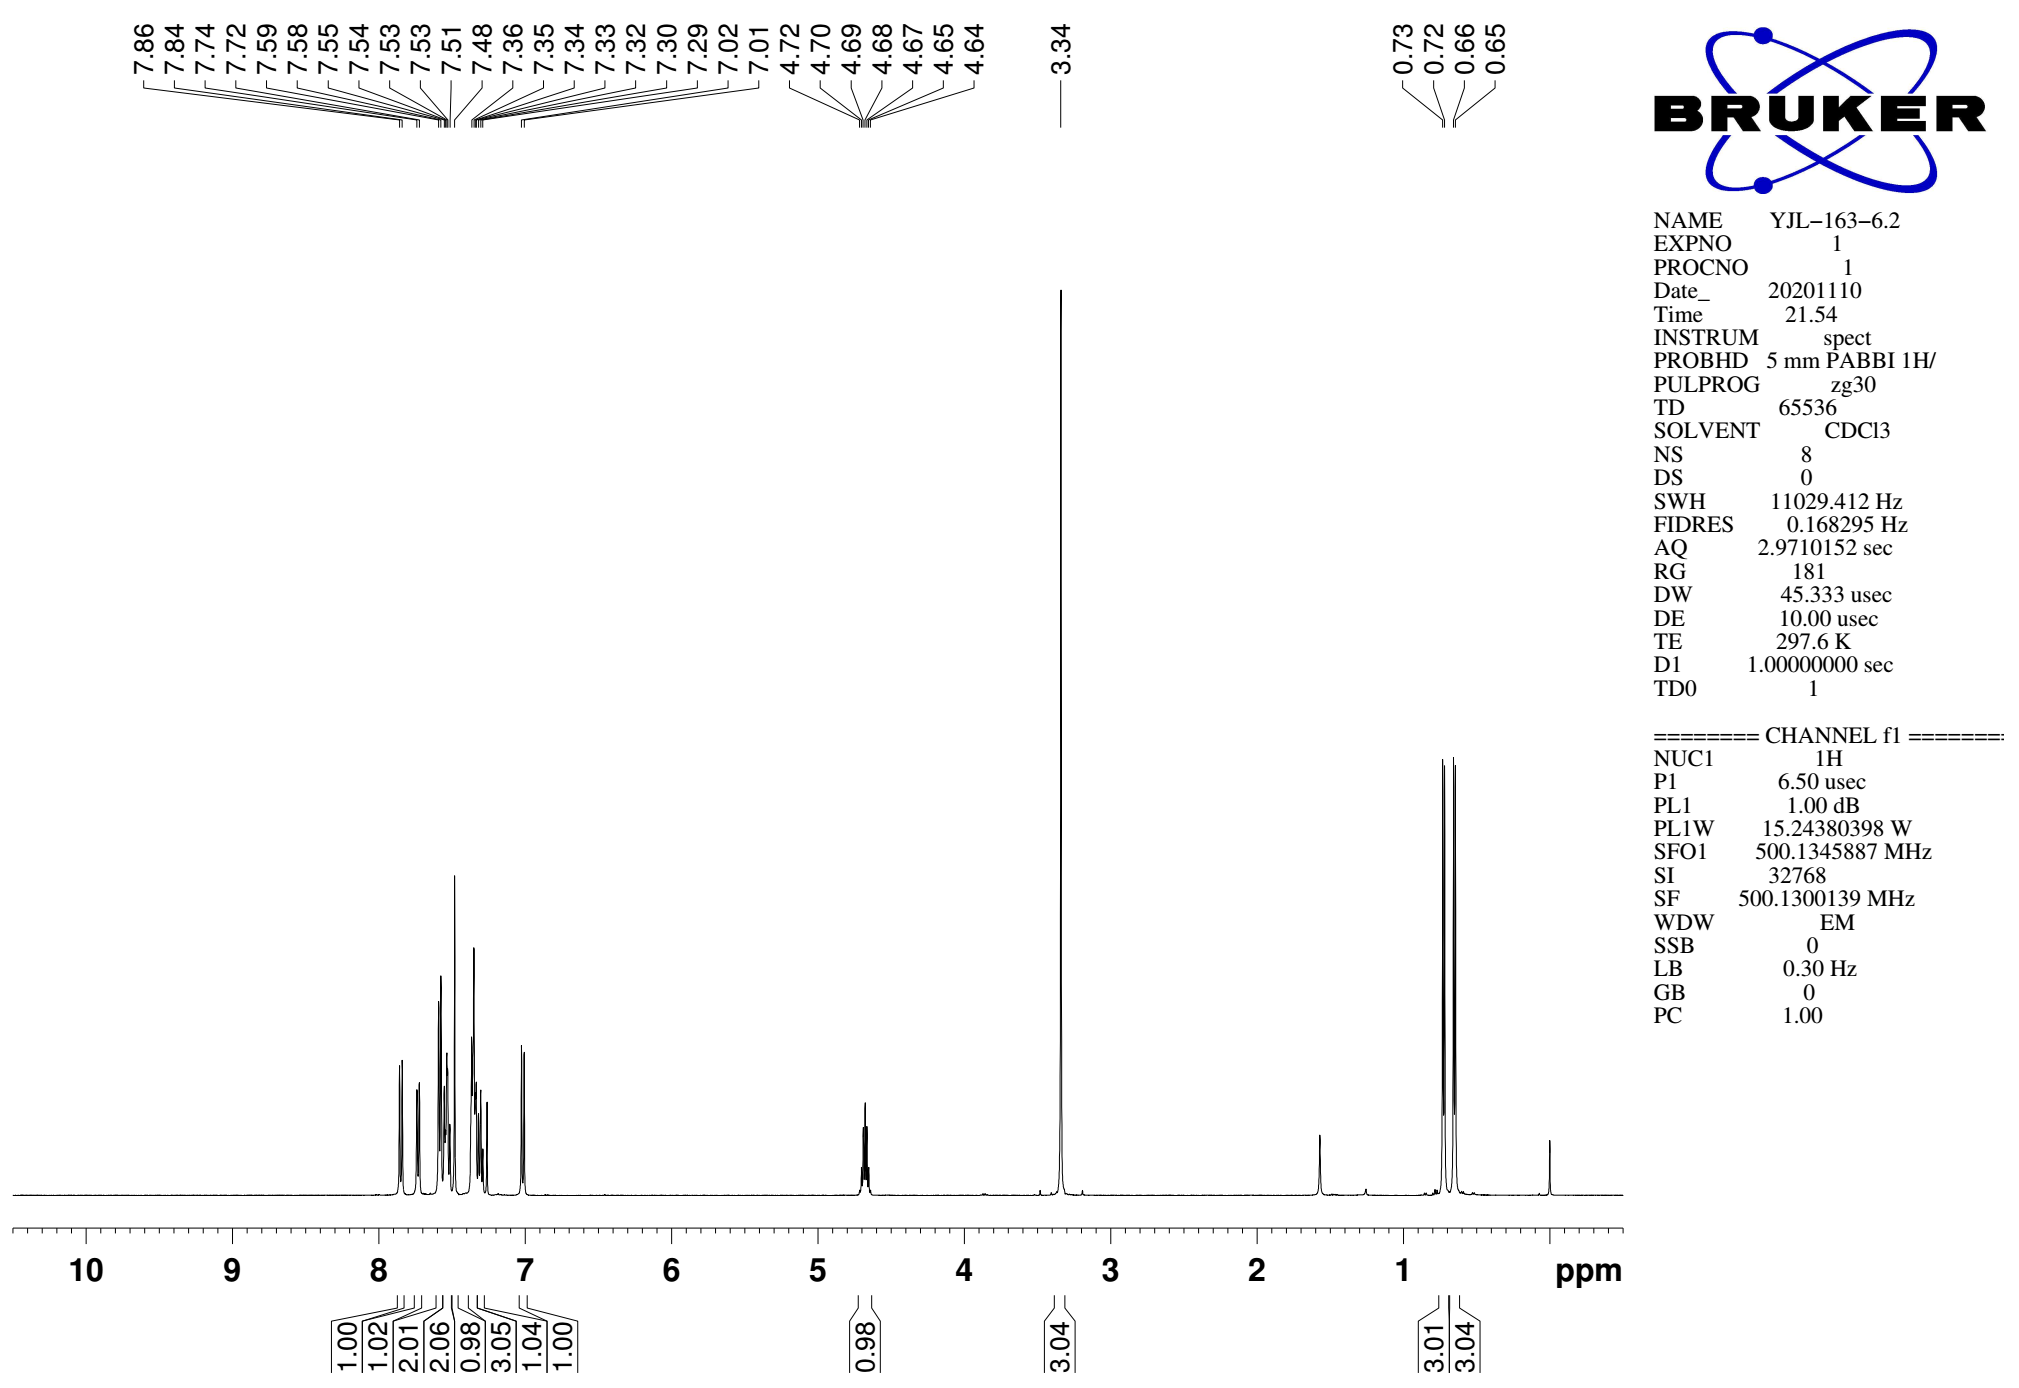 7.86 7.84 7.74 7.72 7.59 7.58 7.55 7.54 7.53 7.53 7.51 7.48 7.36 7.35 7.34 7.33 7.32 7.30 7.29 7.02 7.01 4.72 4.70 4.69 4.68 4.67 4.65 4.64 3.34 0.73 0.72 0.66 0.65
BRUKER
NAME YJL−163−6.2
EXPNO 1
PROCNO 1
Date_ 20201110
Time 21.54
INSTRUM spect
PROBHD 5 mm PABBI 1H/
PULPROG zg30
TD 65536
SOLVENT CDCl3
NS 8
DS 0
SWH 11029.412 Hz
FIDRES 0.168295 Hz
AQ 2.9710152 sec
RG 181
DW 45.333 usec
DE 10.00 usec
TE 297.6 K
D1 1.00000000 sec
TD0 1
======== CHANNEL f1 ========
NUC1 1H
P1 6.50 usec
PL1 1.00 dB
PL1W 15.24380398 W
SFO1 500.1345887 MHz
SI 32768
SF 500.1300139 MHz
WDW EM
SSB 0
LB 0.30 Hz
GB 0
PC 1.00
10 9 8 7 6 5 4 3 2 1 ppm
1.00 1.02 2.01 2.06 0.98 3.05 1.04 1.00 0.98 3.04 3.01 3.04